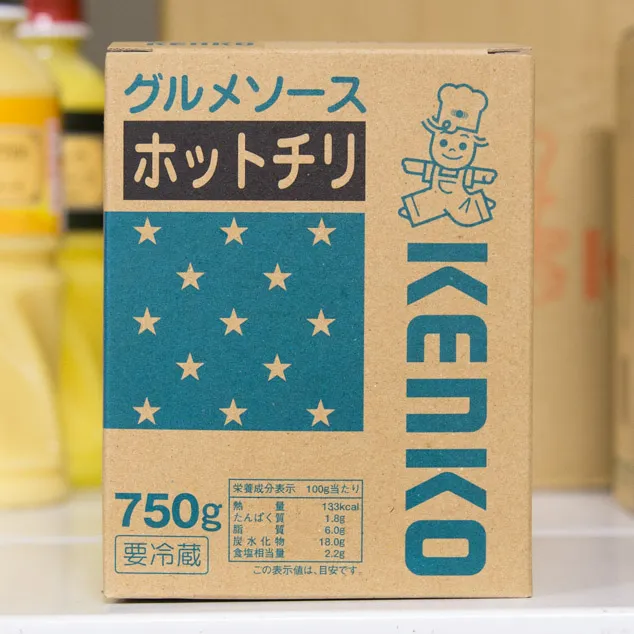 KENKO
グルメソース
ホットチリ
KENKO
750g
要冷蔵
栄養成分表示 100g当たり
熱量 133kcal
たんぱく質 1.8g
脂質 6.0g
炭水化物 18.0g
食塩相当量 2.2g
この表示値は、目安です。